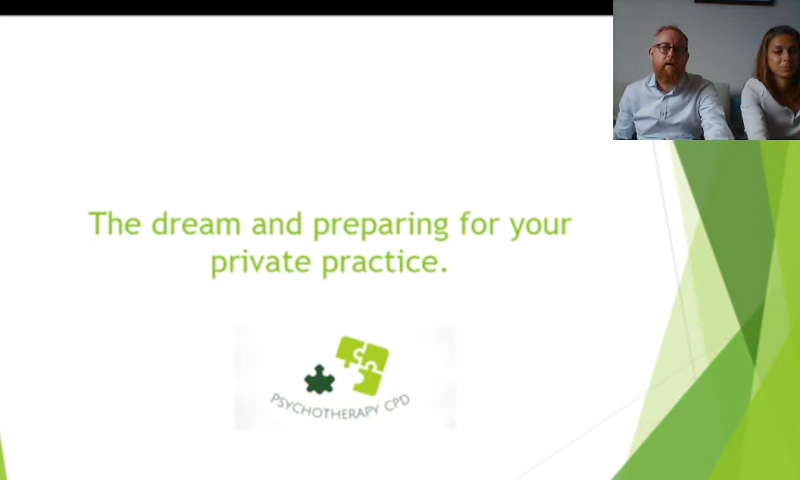 The dream and preparing for your
private practice.
PSYCHOTHERAPY CPD